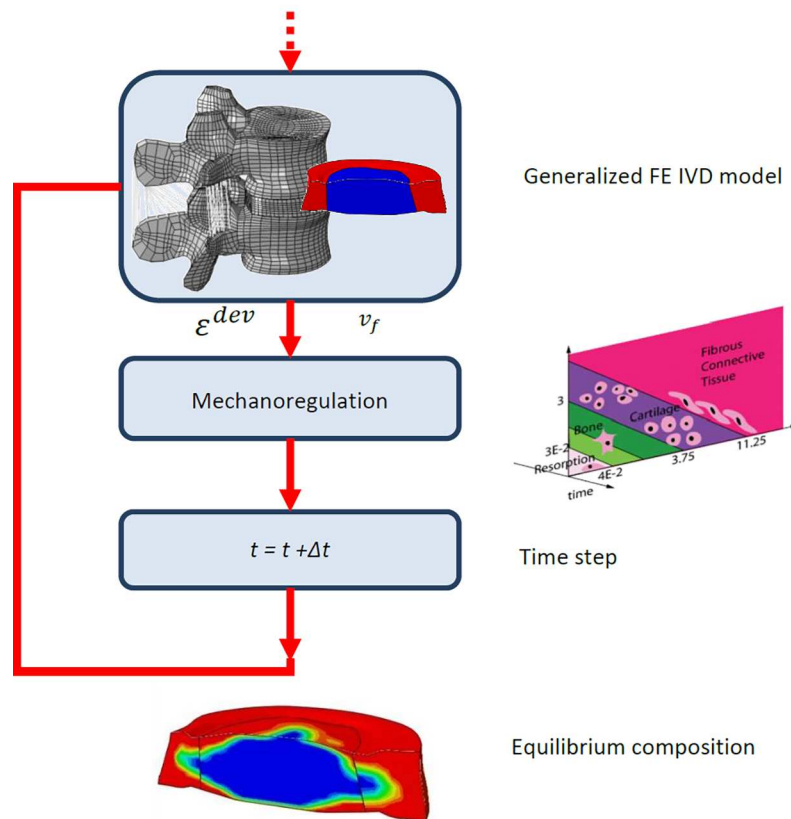 Generalized FE IVD model
ε^dev v_f
Mechanoregulation
Fibrous
Connective
Tissue
3
Cartilage
Bone
11.25
3E-2
3.75
Resorption
4E-2
time
t = t +Δt
Time step
Equilibrium composition